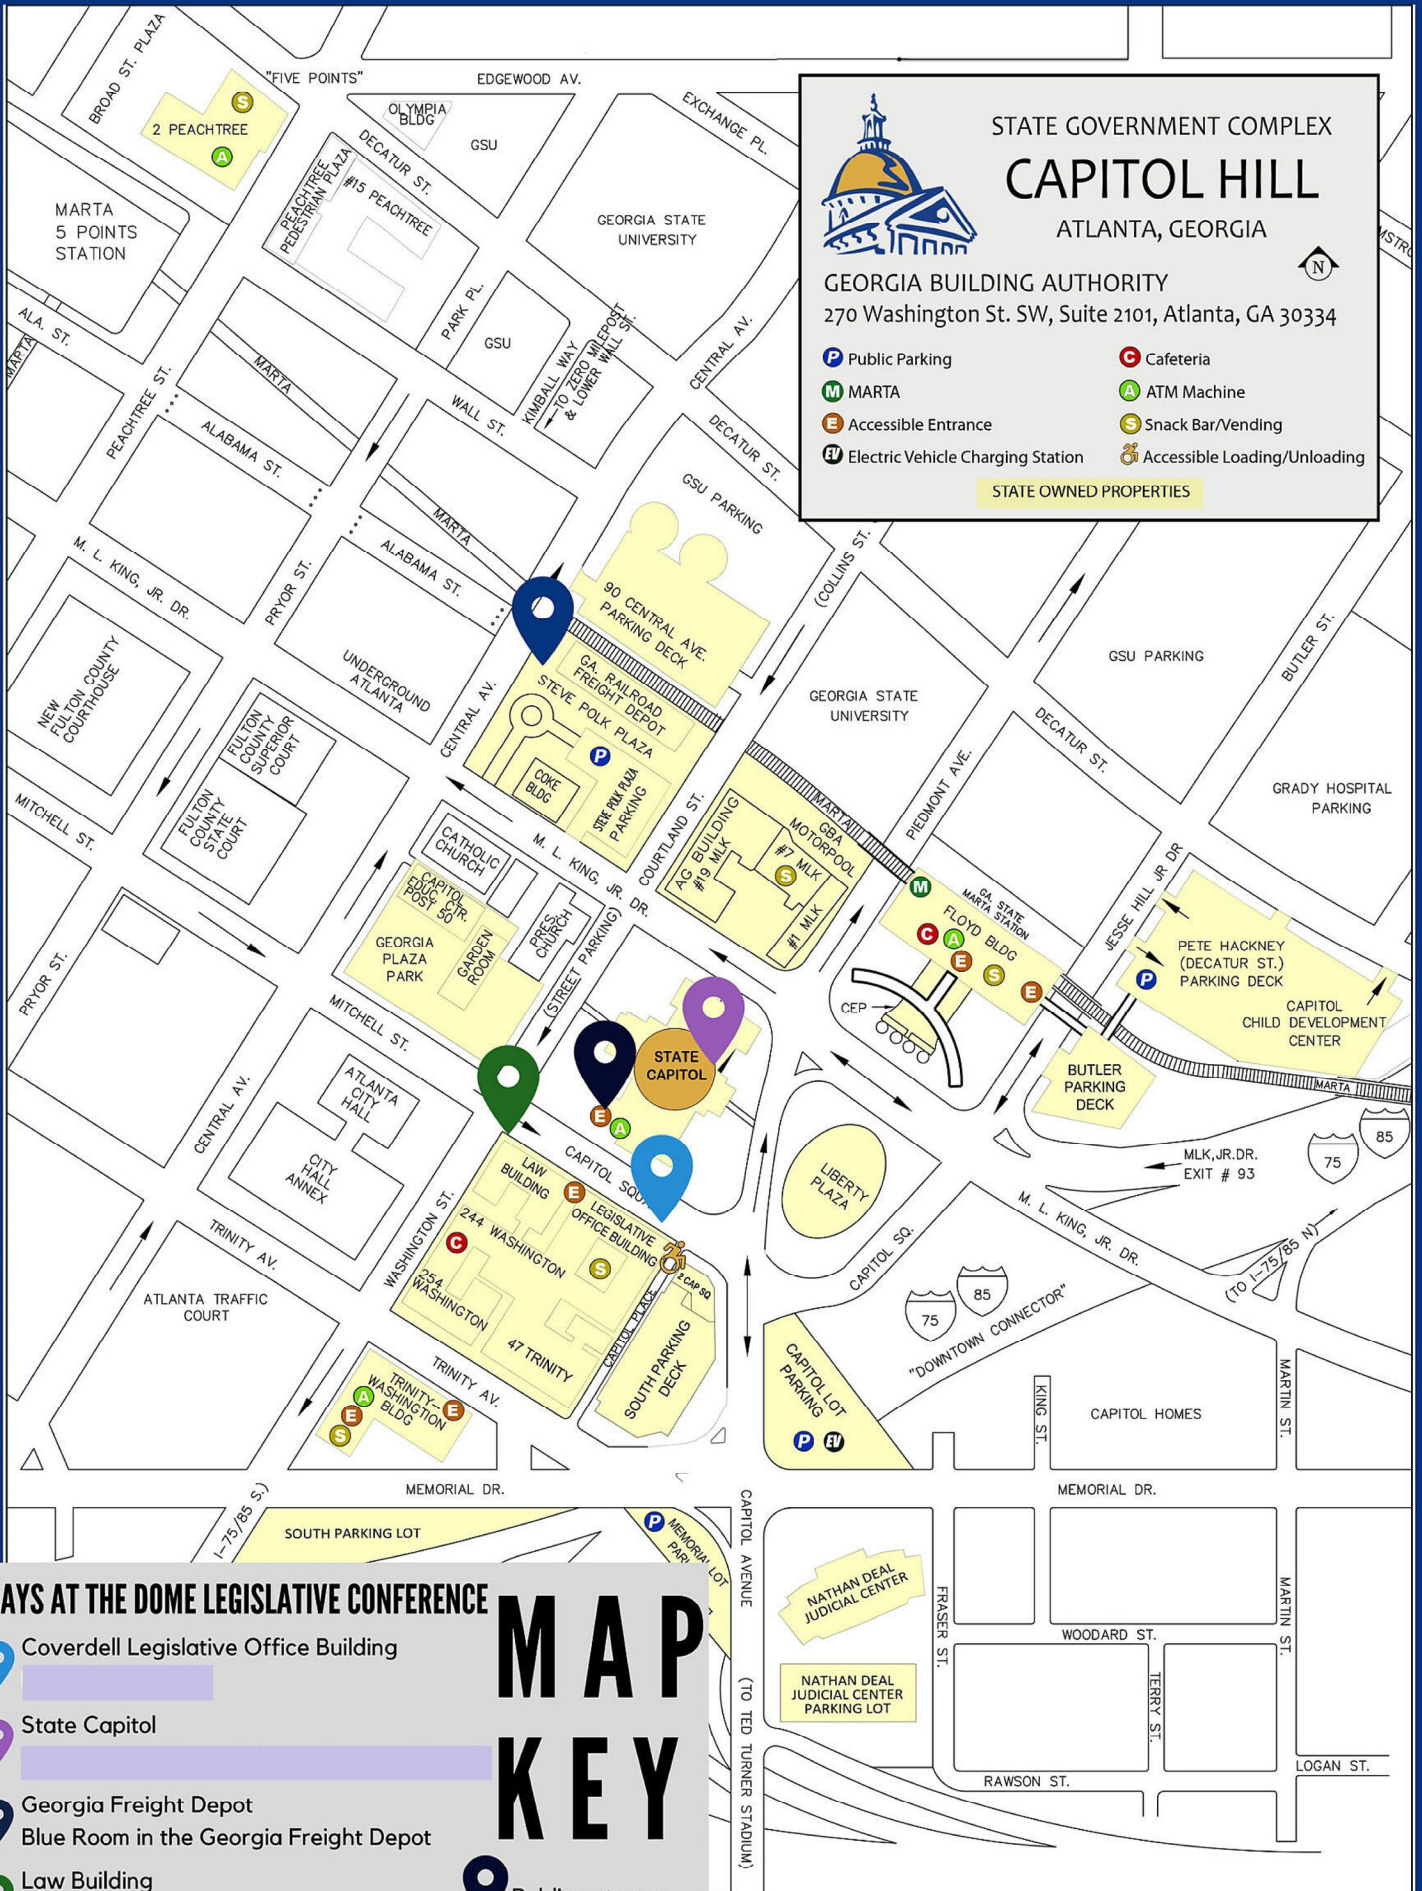 BROAD ST. PLAZA
"FIVE POINTS"
EDGEWOOD AV.
EXCHANGE PL.
S
2 PEACHTREE
A
OLYMPIA
BLDG
GSU
DECATUR ST.
PEACHTREE
PEDESTRIAN PLAZA
#15 PEACHTREE
GEORGIA STATE
UNIVERSITY
MARTA
5 POINTS
STATION
STATE GOVERNMENT COMPLEX
CAPITOL HILL
ATLANTA, GEORGIA
N
GEORGIA BUILDING AUTHORITY
270 Washington St. SW, Suite 2101, Atlanta, GA 30334
P Public Parking
M MARTA
E Accessible Entrance
EV Electric Vehicle Charging Station
C Cafeteria
A ATM Machine
S Snack Bar/Vending
Accessible Loading/Unloading
STATE OWNED PROPERTIES
ALA. ST.
MARTA
PARK PL.
GSU
KIMBALL WAY
TO ZERO MILEPOST
& LOWER WALL ST.
CENTRAL AV.
MARTA
PEACHTREE ST.
ALABAMA ST.
WALL ST.
DECATUR ST.
GSU PARKING
MARTA
ALABAMA ST.
M. L. KING, JR. DR.
PRYOR ST.
(COLLINS ST.
90 CENTRAL AVE.
PARKING DECK
GSU PARKING
BUTLER ST.
NEW
FULTON COUNTY
COURTHOUSE
UNDERGROUND
ATLANTA
GA. RAILROAD
FREIGHT DEPOT
STEVE POLK PLAZA
P
COKE
BLDG
STEVE POLK PLAZA
PARKING
GEORGIA STATE
UNIVERSITY
DECATUR ST.
CENTRAL AV.
FULTON
COUNTY
SUPERIOR
COURT
FULTON
COUNTY
STATE
COURT
MITCHELL ST.
GRADY HOSPITAL
PARKING
PIEDMONT AVE.
MARTA
COURTLAND ST.
AG BUILDING
#19 MLK
GBA
MOTORPOOL
#7 MLK
S
#1 MLK
CATHOLIC
CHURCH
M. L. KING, JR. DR.
CAPITOL
EDUC. CTR.
POST 50
GEORGIA
PLAZA
PARK
GARDEN
ROOM
PRES.
CHURCH
(STREET PARKING)
M
GA. STATE
MARTA STATION
FLOYD BLDG
C
A
E
S
E
CEP
JESSE HILL JR DR
PETE HACKNEY
(DECATUR ST.)
PARKING DECK
P
CAPITOL
CHILD DEVELOPMENT
CENTER
PRYOR ST.
MITCHELL ST.
STATE
CAPITOL
E
A
BUTLER
PARKING
DECK
MARTA
85
75
MLK,JR.DR.
EXIT # 93
ATLANTA
CITY
HALL
CITY
HALL
ANNEX
CENTRAL AV.
LAW
BUILDING
E
CAPITOL SQU
LEGISLATIVE
OFFICE BUILDING
LIBERTY
PLAZA
WASHINGTON ST.
244 WASHINGTON
C
S
254
WASHINGTON
47 TRINITY
2 CAP SQ
CAPITOL PLACE
SOUTH PARKING
DECK
CAPITOL SQ.
M. L. KING, JR. DR.
(TO I-75/85 N)
85
75
"DOWNTOWN CONNECTOR"
TRINITY AV.
ATLANTA TRAFFIC
COURT
TRINITY AV.
TRINITY-
WASHINGTION
BLDG
A
E
S
E
CAPITOL LOT
PARKING
P EV
KING ST.
CAPITOL HOMES
MARTIN ST.
MEMORIAL DR.
MEMORIAL DR.
I-75/85 S.)
SOUTH PARKING LOT
P
MEMORIAL LOT
CAPITOL AVENUE
(TO TED TURNER STADIUM)
NATHAN DEAL
JUDICIAL CENTER
FRASER ST.
WOODARD ST.
MARTIN ST.
NATHAN DEAL
JUDICIAL CENTER
PARKING LOT
TERRY ST.
RAWSON ST.
LOGAN ST.
AYS AT THE DOME LEGISLATIVE CONFERENCE
MAP
KEY
Coverdell Legislative Office Building
State Capitol
Georgia Freight Depot
Blue Room in the Georgia Freight Depot
Law Building